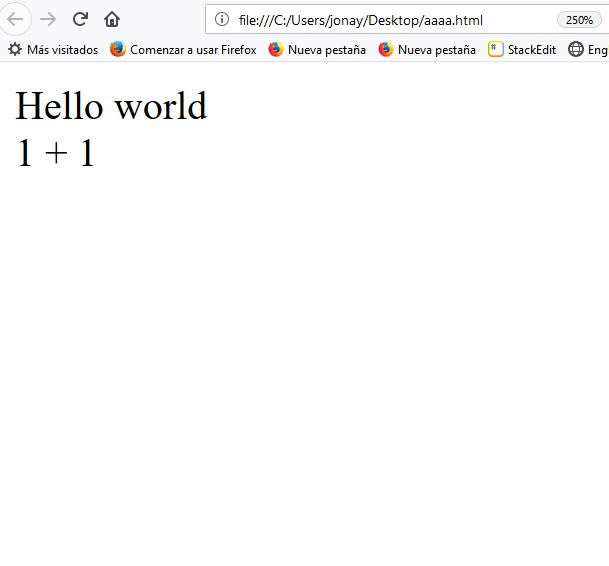 file:///C:/Users/jonay/Desktop/aaaa.html 250%
Más visitados Comenzar a usar Firefox Nueva pestaña Nueva pestaña StackEdit Eng
Hello world
1 + 1